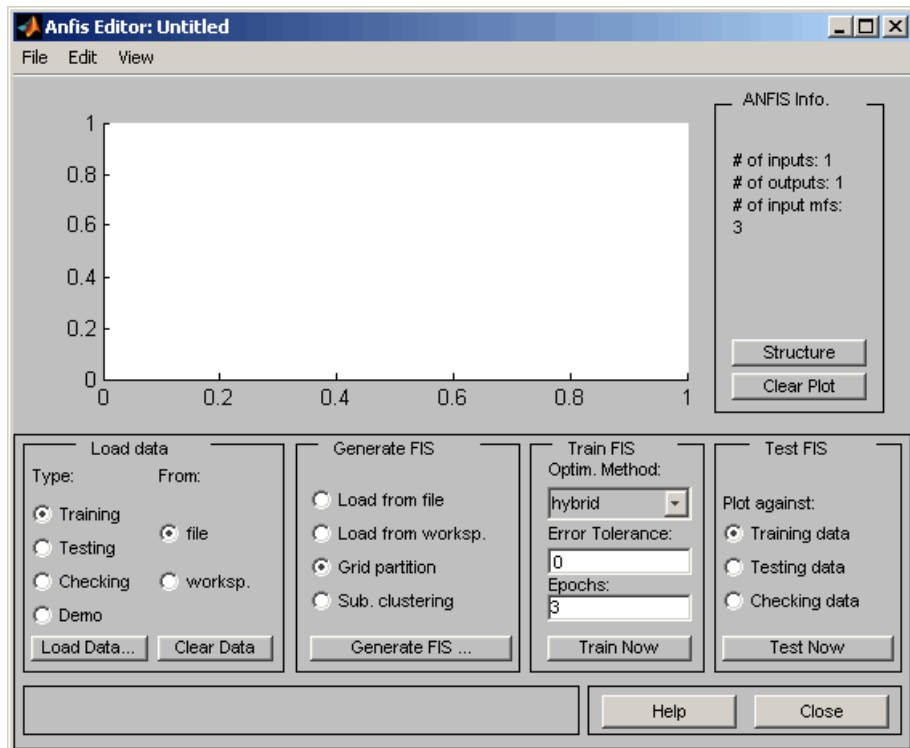 Anfis Editor: Untitled
File Edit View
ANFIS Info.
# of inputs: 1
# of outputs: 1
# of input mfs:
3
Structure
Clear Plot
1
0.8
0.6
0.4
0.2
0
0 0.2 0.4 0.6 0.8 1
Load data
Type: From:
Training
Testing
Checking
Demo
file
worksp.
Load Data... Clear Data
Generate FIS
Load from file
Load from worksp.
Grid partition
Sub. clustering
Generate FIS ...
Train FIS
Optim. Method:
hybrid
Error Tolerance:
0
Epochs:
3
Train Now
Test FIS
Plot against:
Training data
Testing data
Checking data
Test Now
Help Close